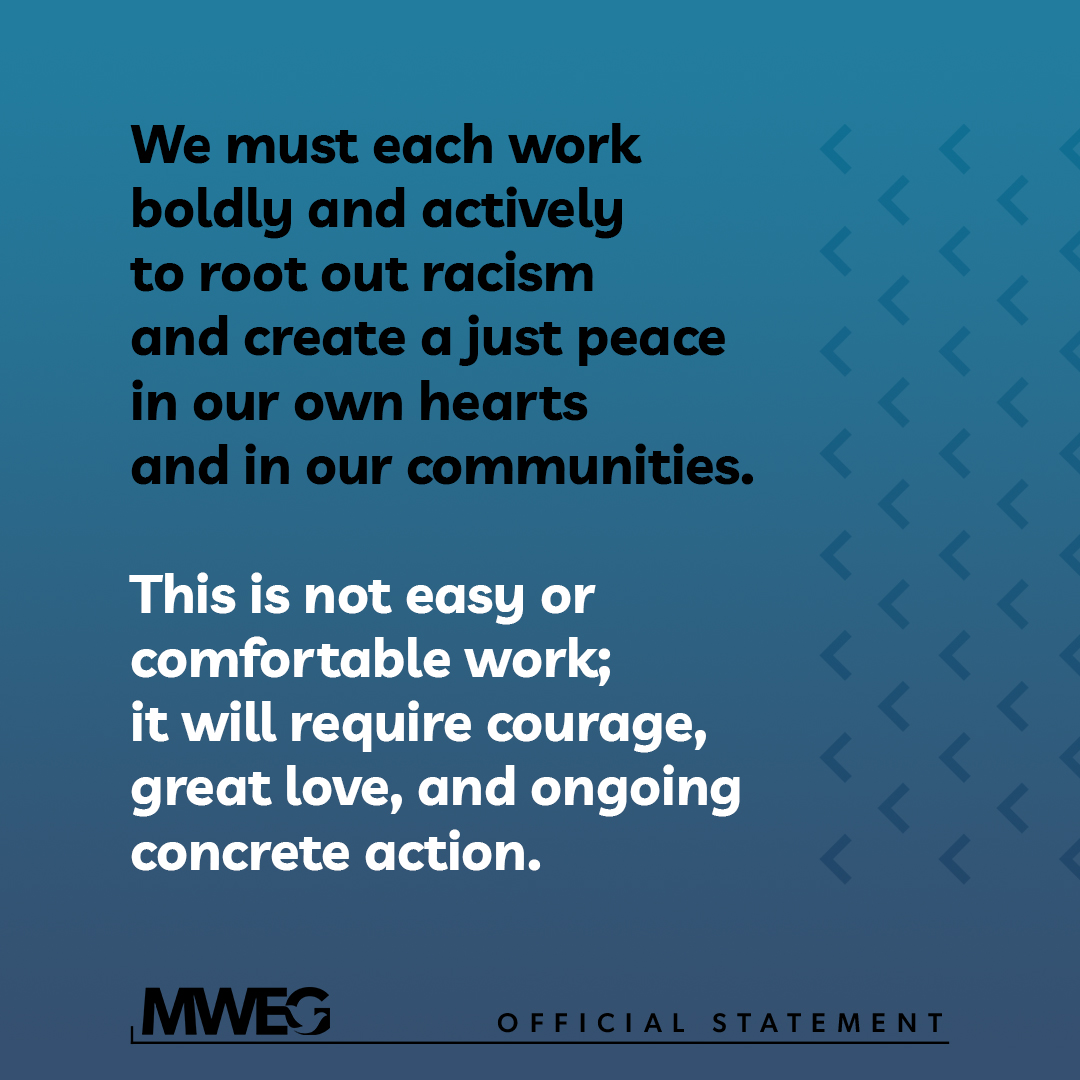 We must each work
boldly and actively
to root out racism
and create a just peace
in our own hearts
and in our communities.
This is not easy or
comfortable work;
it will require courage,
great love, and ongoing
concrete action.
MWEG
OFFICIAL STATEMENT